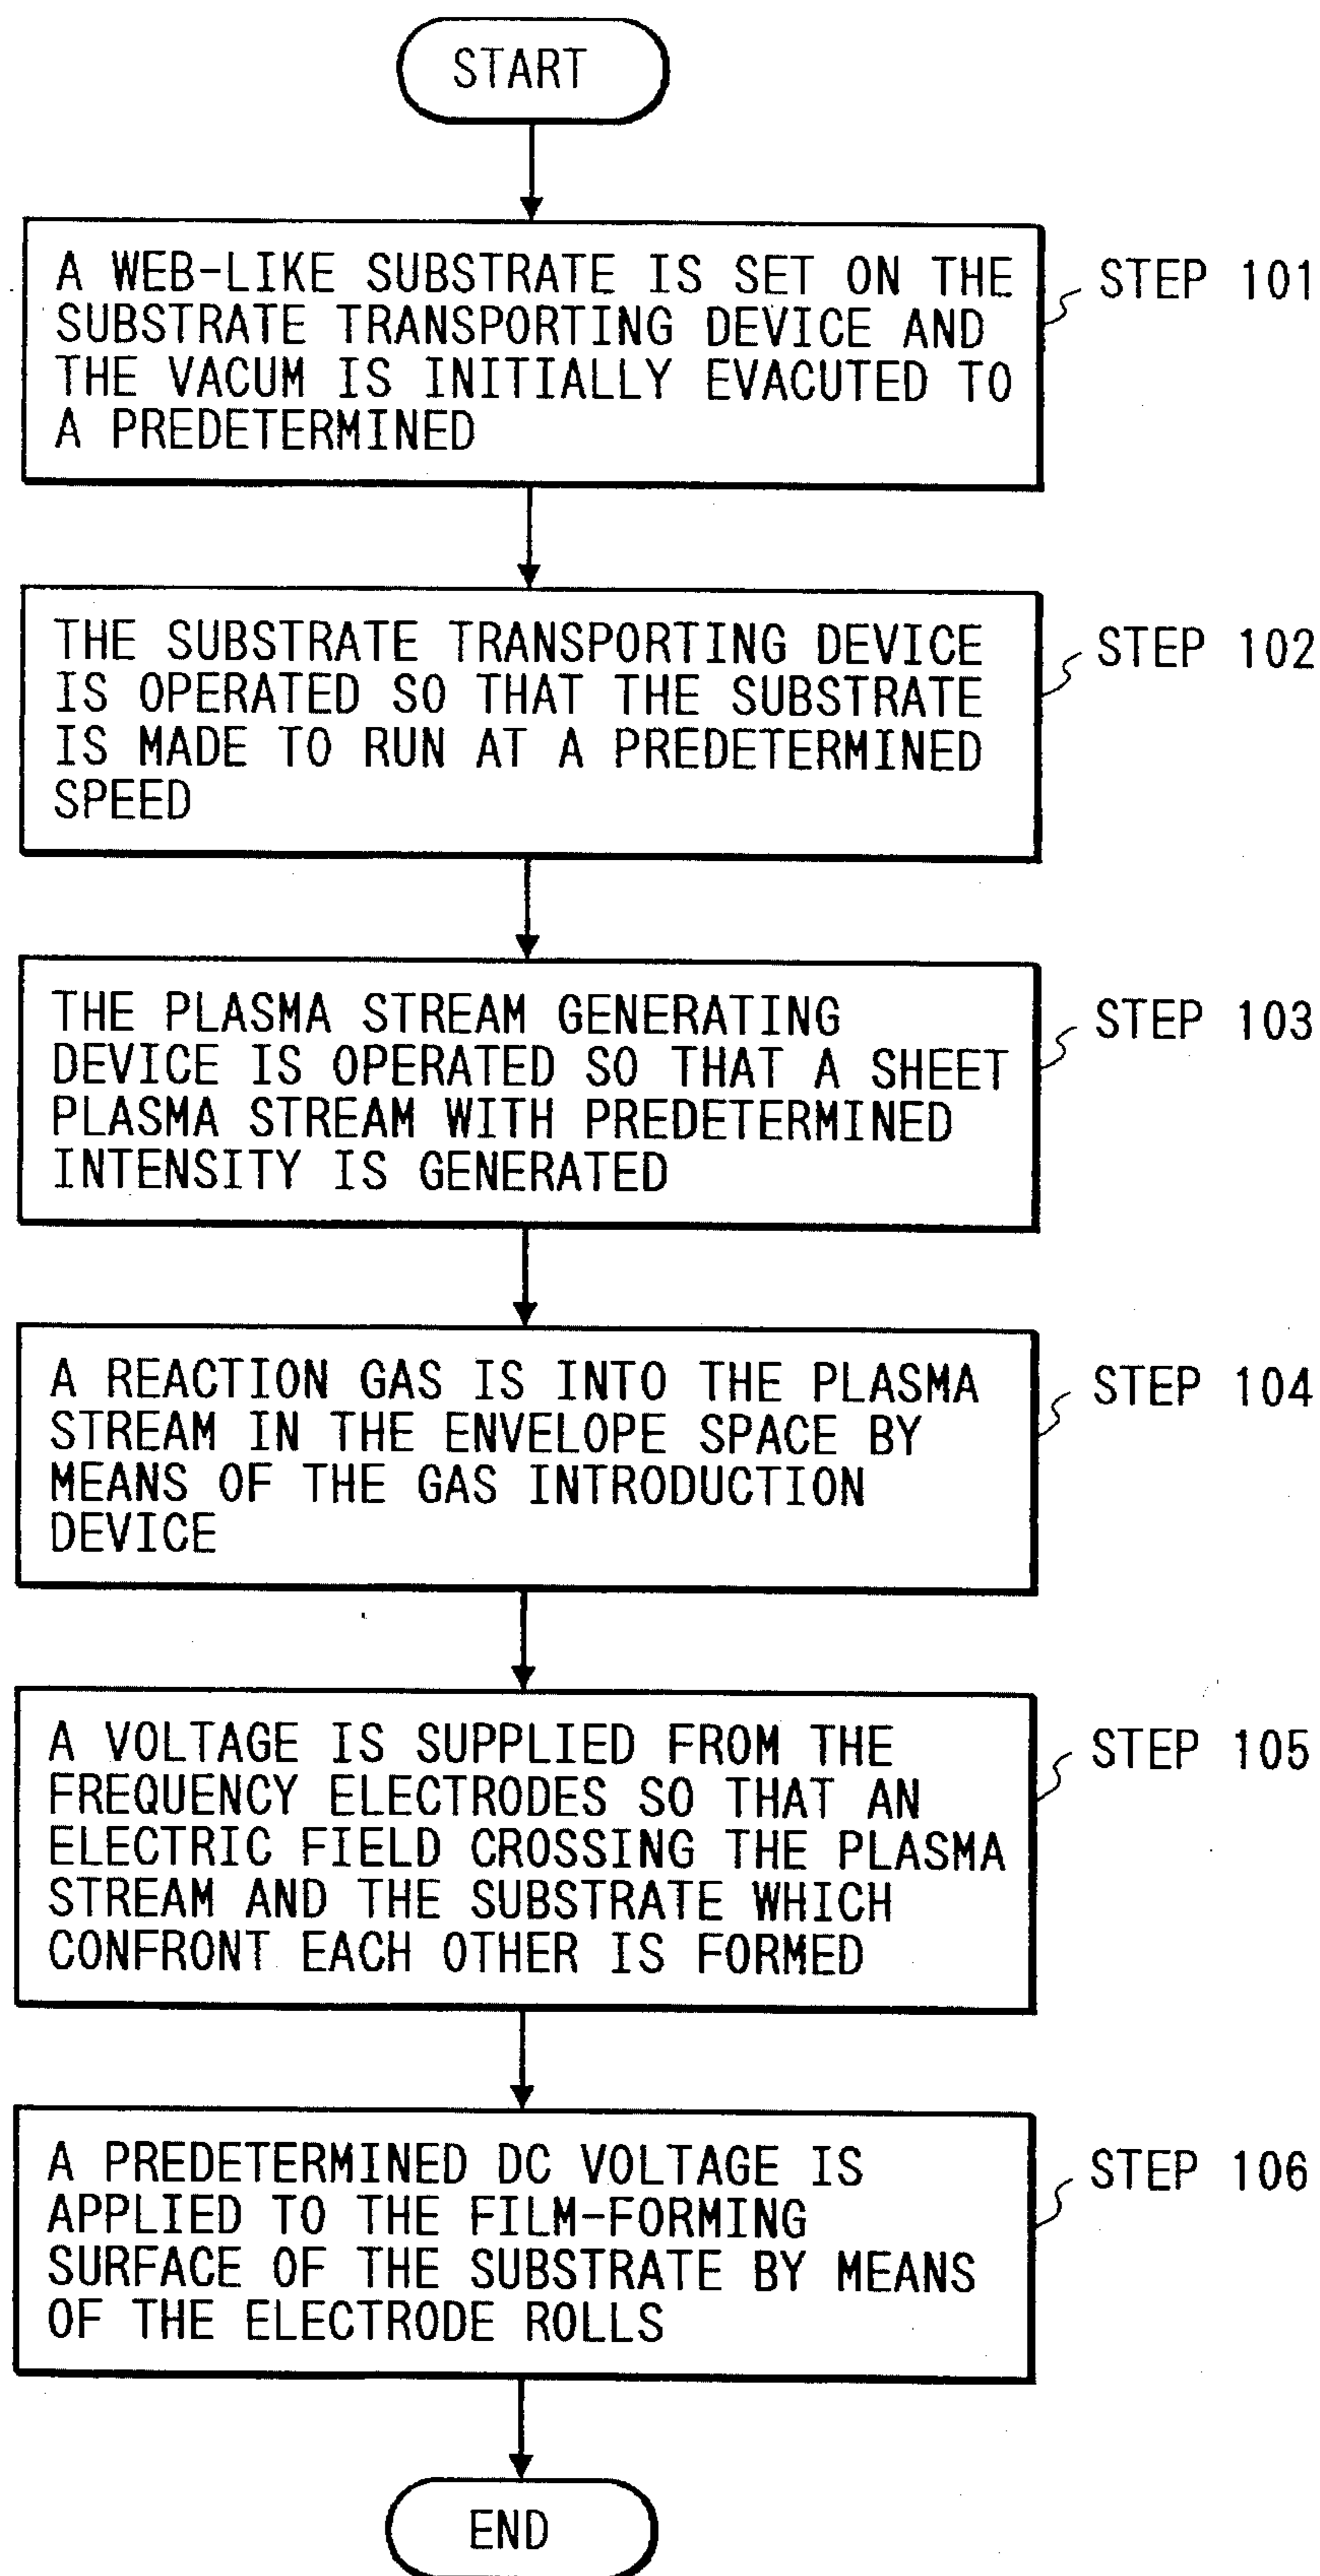 START
A WEB-LIKE SUBSTRATE IS SET ON THE
SUBSTRATE TRANSPORTING DEVICE AND
THE VACUM IS INITIALLY EVACUTED TO
A PREDETERMINED
STEP 101
THE SUBSTRATE TRANSPORTING DEVICE
IS OPERATED SO THAT THE SUBSTRATE
IS MADE TO RUN AT A PREDETERMINED
SPEED
STEP 102
THE PLASMA STREAM GENERATING
DEVICE IS OPERATED SO THAT A SHEET
PLASMA STREAM WITH PREDETERMINED
INTENSITY IS GENERATED
STEP 103
A REACTION GAS IS INTO THE PLASMA
STREAM IN THE ENVELOPE SPACE BY
MEANS OF THE GAS INTRODUCTION
DEVICE
STEP 104
A VOLTAGE IS SUPPLIED FROM THE
FREQUENCY ELECTRODES SO THAT AN
ELECTRIC FIELD CROSSING THE PLASMA
STREAM AND THE SUBSTRATE WHICH
CONFRONT EACH OTHER IS FORMED
STEP 105
A PREDETERMINED DC VOLTAGE IS
APPLIED TO THE FILM-FORMING
SURFACE OF THE SUBSTRATE BY MEANS
OF THE ELECTRODE ROLLS
STEP 106
END